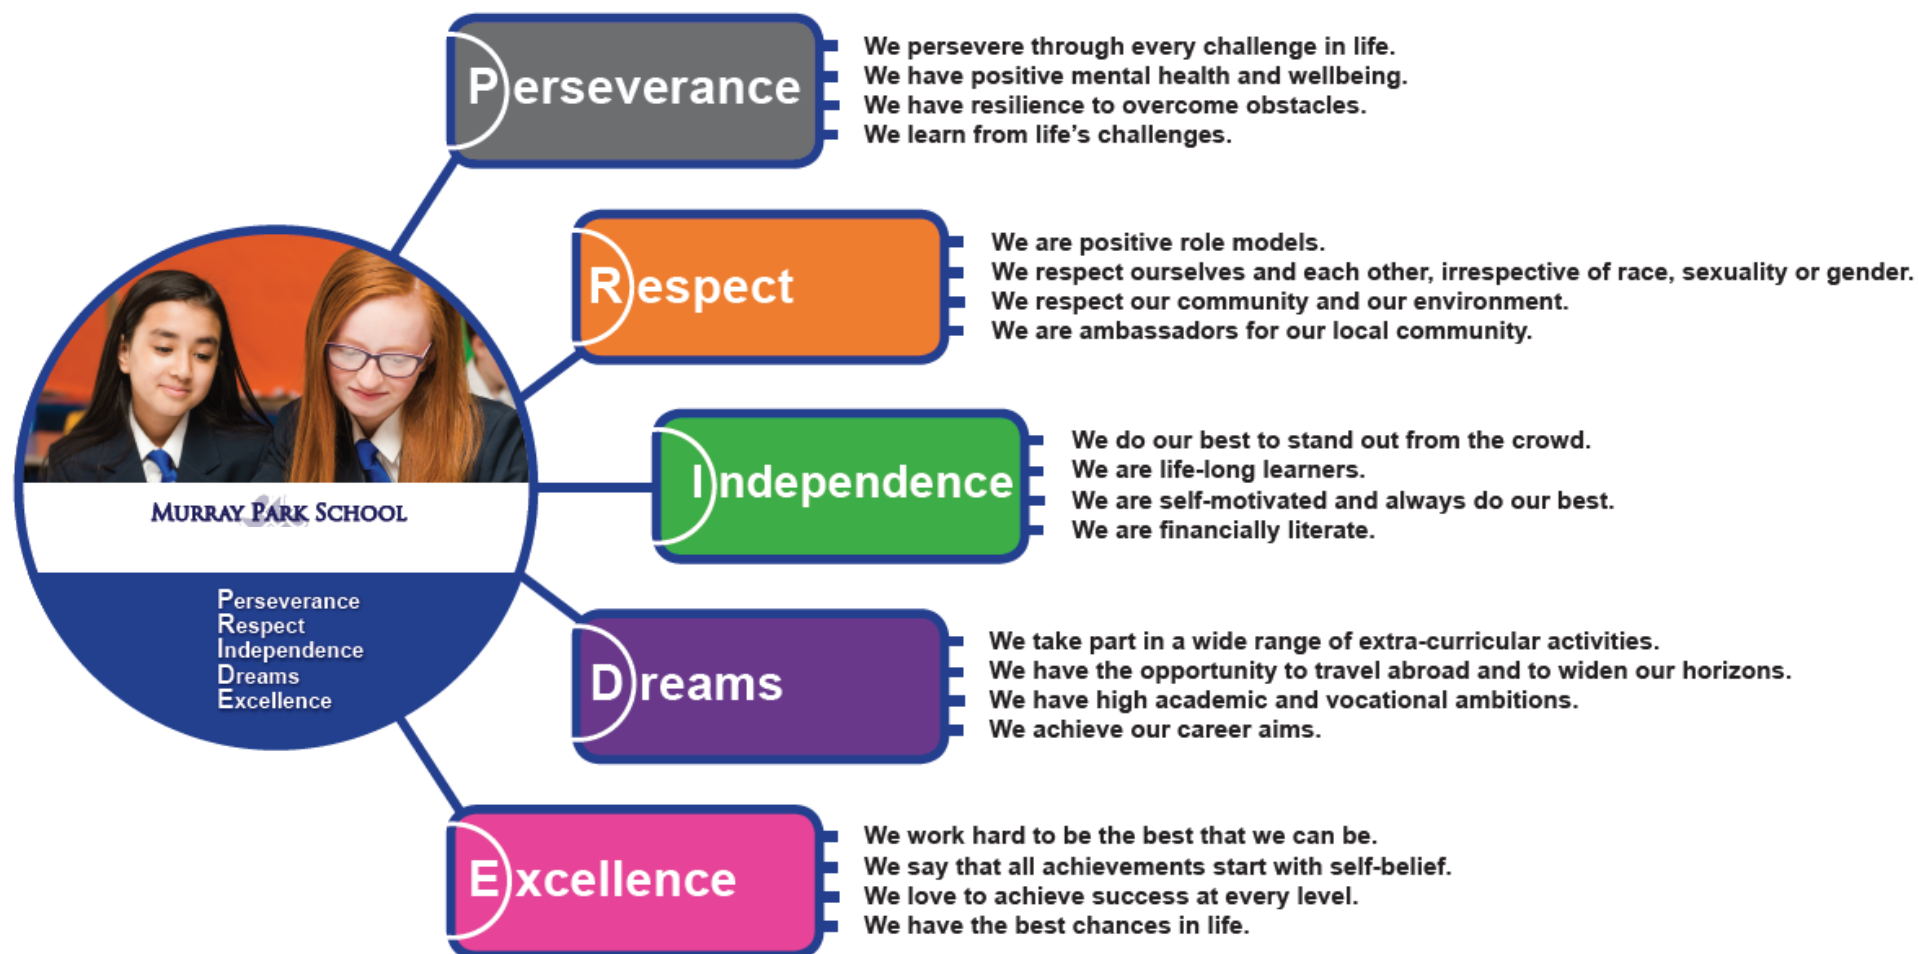 Perseverance
We persevere through every challenge in life.
We have positive mental health and wellbeing.
We have resilience to overcome obstacles.
We learn from life's challenges.
Respect
We are positive role models.
We respect ourselves and each other, irrespective of race, sexuality or gender.
We respect our community and our environment.
We are ambassadors for our local community.
MURRAY PARK SCHOOL
Perseverance
Respect
Independence
Dreams
Excellence
Independence
We do our best to stand out from the crowd.
We are life-long learners.
We are self-motivated and always do our best.
We are financially literate.
Dreams
We take part in a wide range of extra-curricular activities.
We have the opportunity to travel abroad and to widen our horizons.
We have high academic and vocational ambitions.
We achieve our career aims.
Excellence
We work hard to be the best that we can be.
We say that all achievements start with self-belief.
We love to achieve success at every level.
We have the best chances in life.